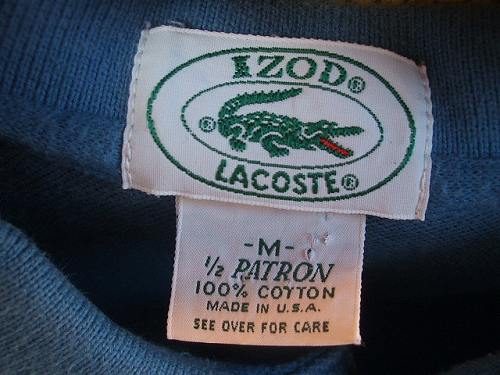 IZOD®
®
LACOSTE®
-M-
½ PATRON
100% COTTON
MADE IN U.S.A.
SEE OVER FOR CARE